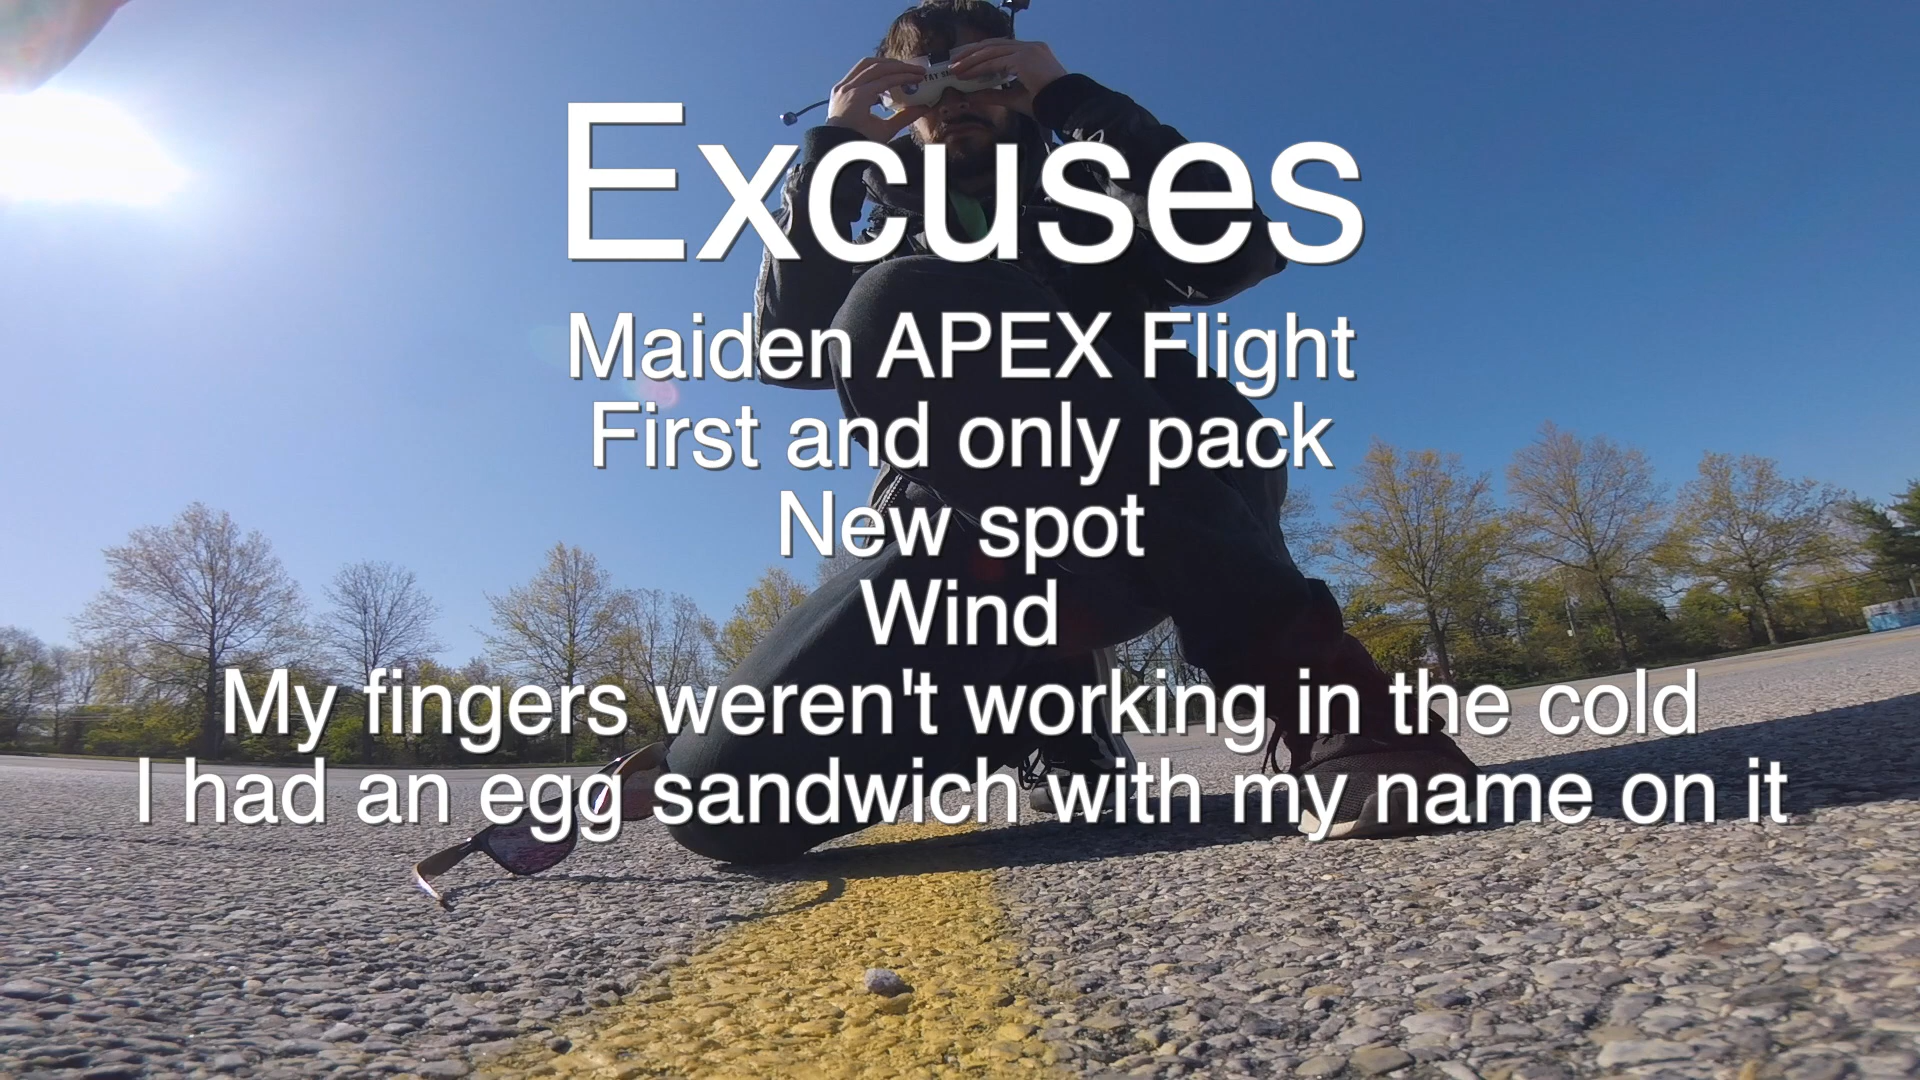 Excuses
Maiden APEX Flight
First and only pack
New spot
Wind
My fingers weren't working in the cold
I had an egg sandwich with my name on it